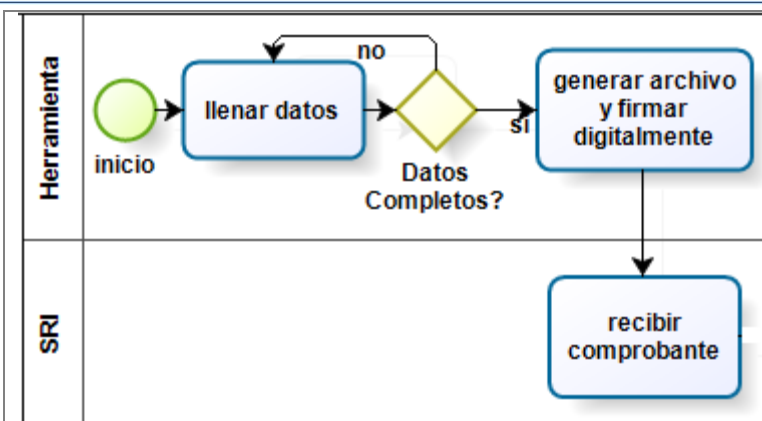 Herramienta
inicio
llenar datos
no
Datos
Completos?
si
generar archivo
y firmar
digitalmente
SRI
recibir
comprobante